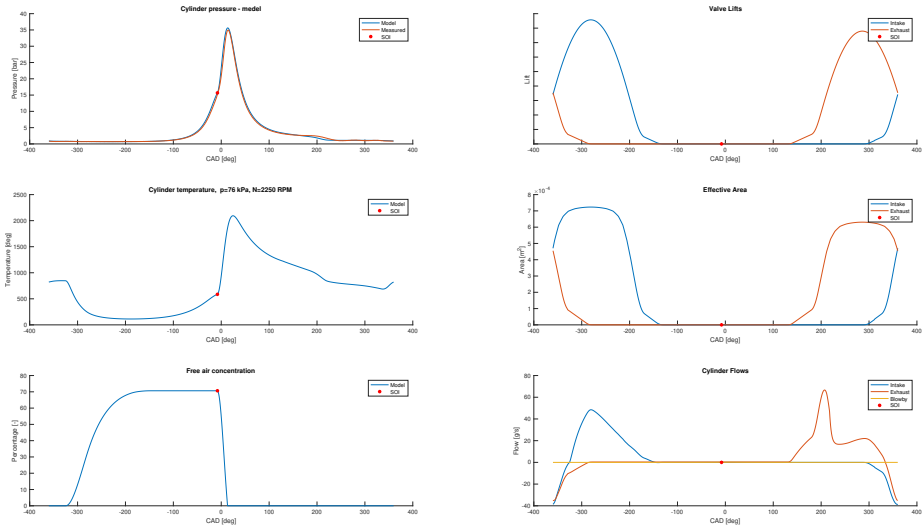 Cylinder pressure - model
40
35
30
25
20
15
10
5
0
Pressure [bar]
-400 -300 -200 -100 0 100 200 300 400
CAD [deg]
Model
Measured
SOI
Valve Lifts
Lift
-400 -300 -200 -100 0 100 200 300 400
CAD [deg]
Intake
Exhaust
SOI
Cylinder temperature, p=76 kPa, N=2250 RPM
2500
2000
1500
1000
500
0
Temperature [deg]
-400 -300 -200 -100 0 100 200 300 400
CAD [deg]
Model
SOI
Effective Area
×10⁻⁴
8
7
6
5
4
3
2
1
0
Area [m²]
-400 -300 -200 -100 0 100 200 300 400
CAD [deg]
Intake
Exhaust
SOI
Free air concentration
80
70
60
50
40
30
20
10
0
Percentage [-]
-400 -300 -200 -100 0 100 200 300 400
CAD [deg]
Model
SOI
Cylinder Flows
80
60
40
20
0
-20
-40
Flow [g/s]
-400 -300 -200 -100 0 100 200 300 400
CAD [deg]
Intake
Exhaust
Blowby
SOI